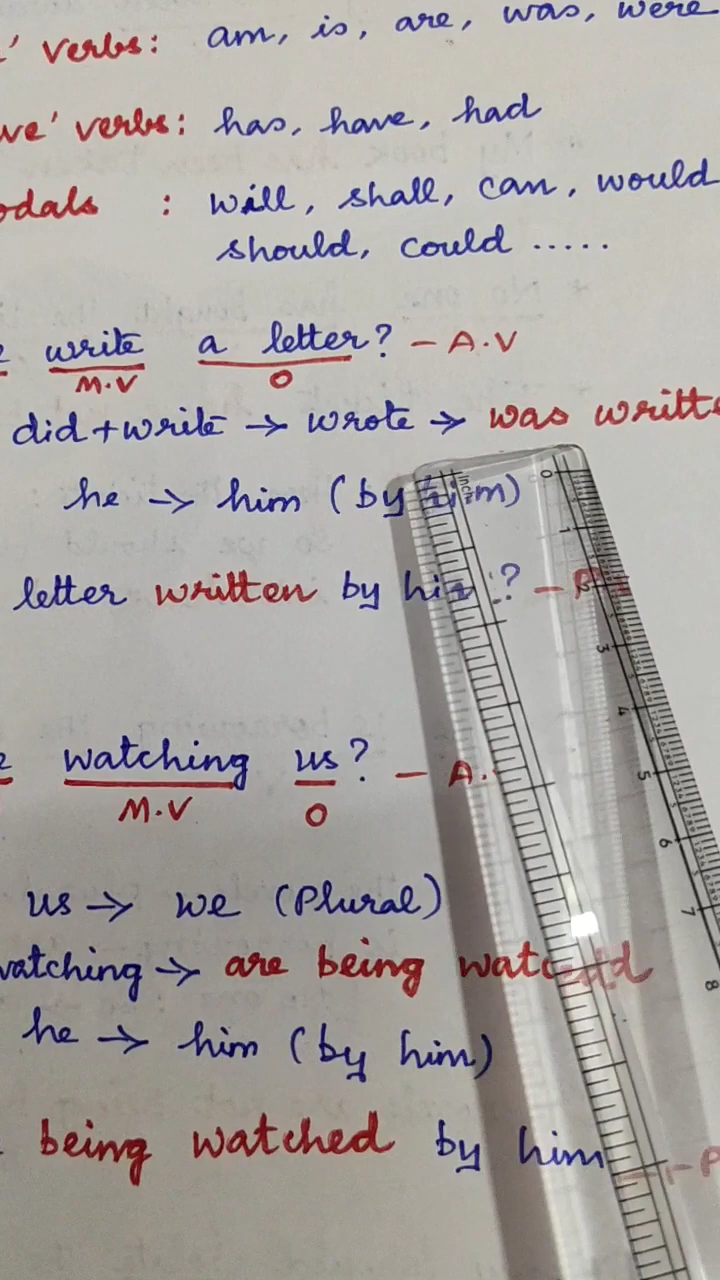 verbs: am, is, are, was, were
ve' verbs: has, have, had
odals : will, shall, can, would
should, could .....
write a letter? - A.V
M.V O
did+write → wrote → was writte
he → him (by him)
letter written by him ? - P
watching us? - A.
M.V O
us → we (Plural)
watching → are being watched
he → him (by him)
being watched by him - P